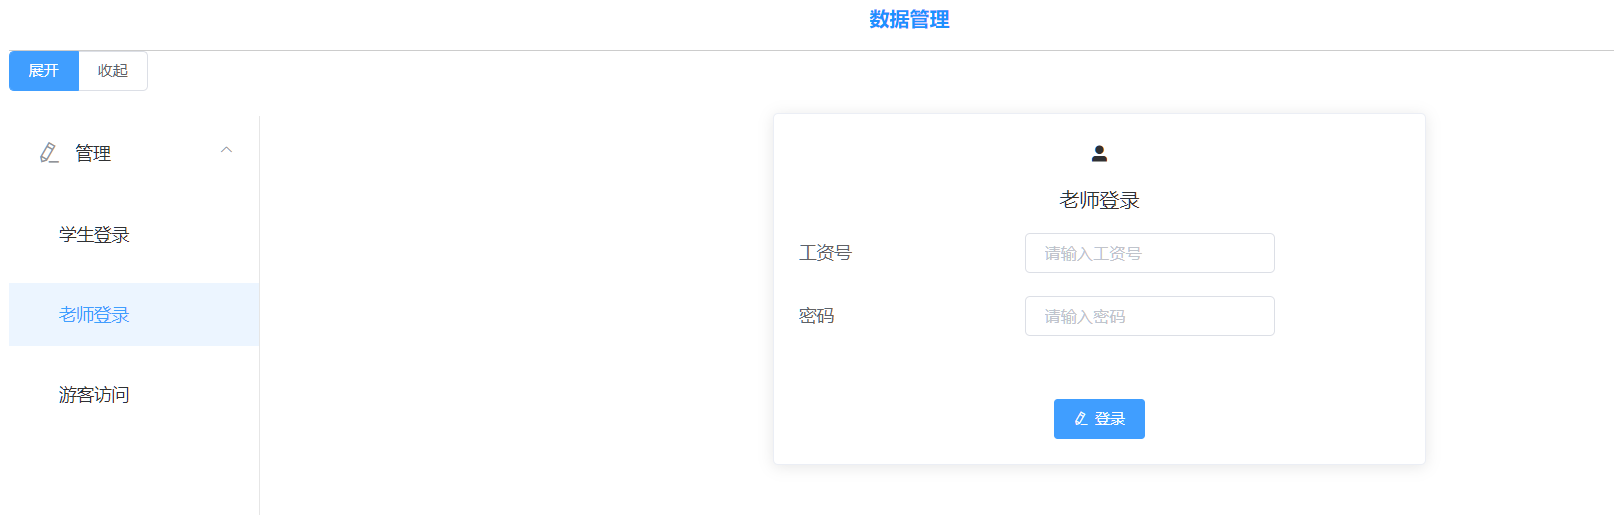 数据管理
展开 收起
管理
学生登录
老师登录
游客访问
老师登录
工资号 请输入工资号
密码 请输入密码
登录